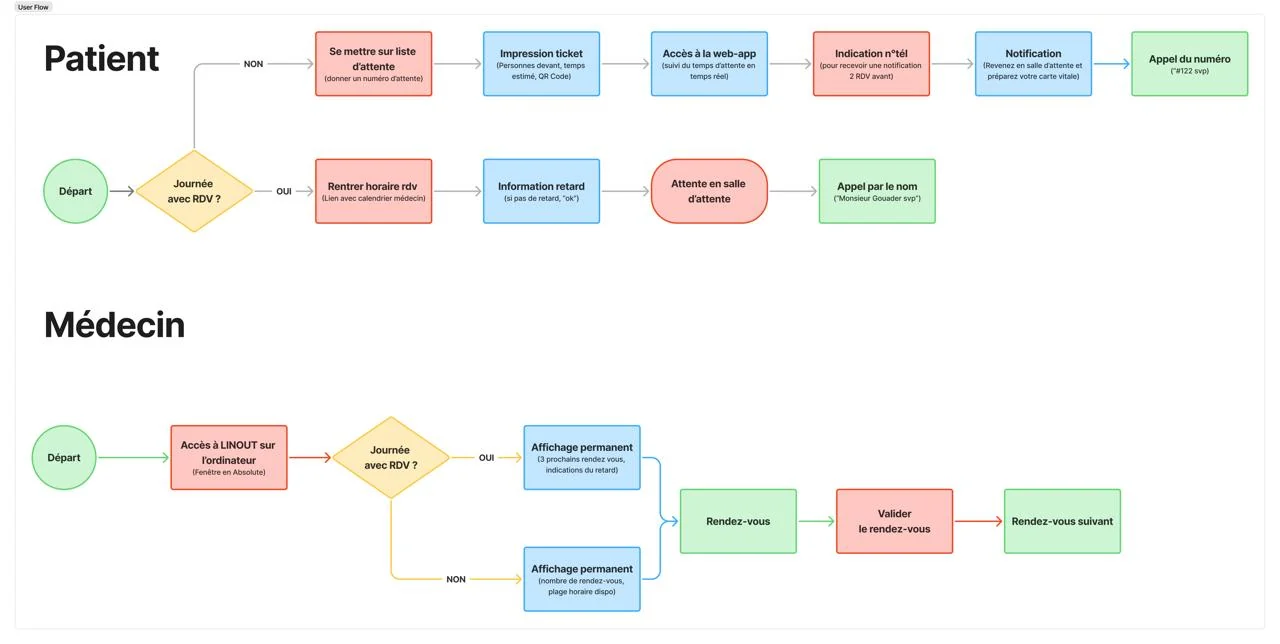 User Flow
Patient
NON
Se mettre sur liste
d'attente
(donner un numéro d'attente)
Impression ticket
(Personnes devant, temps
estimé, QR Code)
Accès à la web-app
(suivi du temps d'attente en
temps réel)
Indication n°tél
(pour recevoir une notification
2 RDV avant)
Notification
(Revenez en salle d'attente et
préparez votre carte vitale)
Appel du numéro
("#122 svp)
Départ
Journée
avec RDV ?
OUI
Rentrer horaire rdv
(Lien avec calendrier médecin)
Information retard
(si pas de retard, "ok")
Attente en salle
d'attente
Appel par le nom
("Monsieur Gouader svp")
Médecin
Départ
Accès à LINOUT sur
l'ordinateur
(Fenêtre en Absolute)
Journée
avec RDV ?
OUI
Affichage permanent
(3 prochains rendez vous,
indications du retard)
NON
Affichage permanent
(nombre de rendez-vous,
plage horaire dispo)
Rendez-vous
Valider
le rendez-vous
Rendez-vous suivant